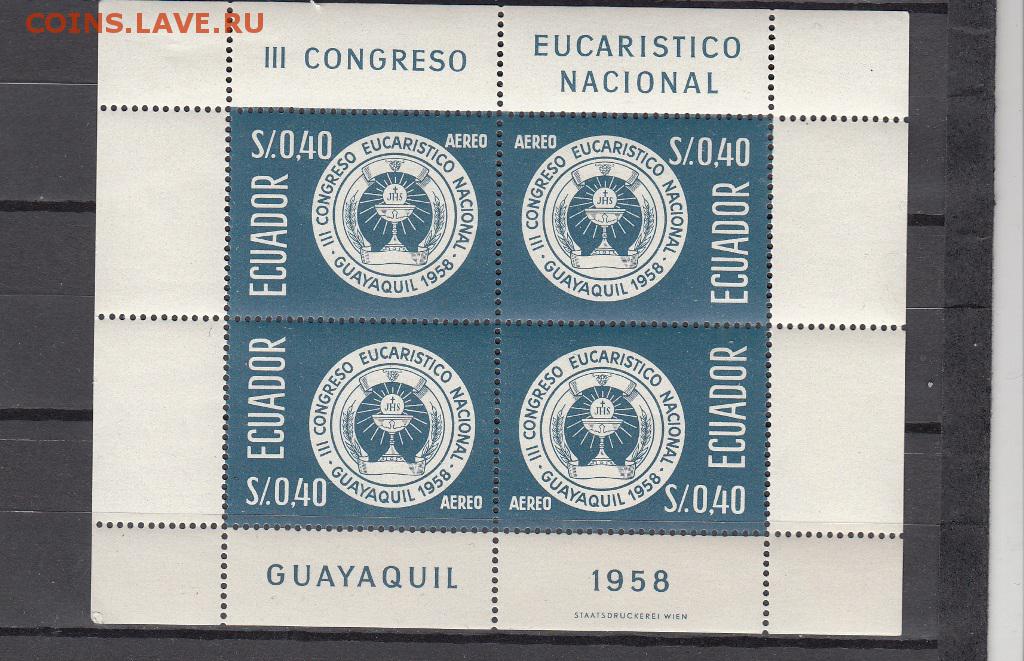 COINS.LAVE.RU
III CONGRESO
EUCARISTICO
NACIONAL
S/.0,40
AEREO
ECUADOR
III CONGRESO EUCARISTICO NACIONAL
· GUAYAQUIL 1958 ·
JHS
AEREO
S/.0,40
ECUADOR
III CONGRESO EUCARISTICO NACIONAL
· GUAYAQUIL 1958 ·
JHS
ECUADOR
S/.0,40
AEREO
III CONGRESO EUCARISTICO NACIONAL
· GUAYAQUIL 1958 ·
JHS
ECUADOR
AEREO
S/.0,40
III CONGRESO EUCARISTICO NACIONAL
· GUAYAQUIL 1958 ·
JHS
GUAYAQUIL
1958
STAATSDRUCKEREI WIEN